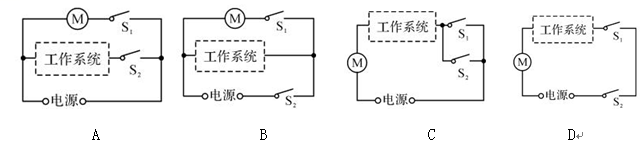 M S₁
工作系统 S₂
电源
A
M S₁
工作系统
电源 S₂
B
工作系统 S₁
M S₂
电源
C
工作系统 S₁
M
电源 S₂
D↵